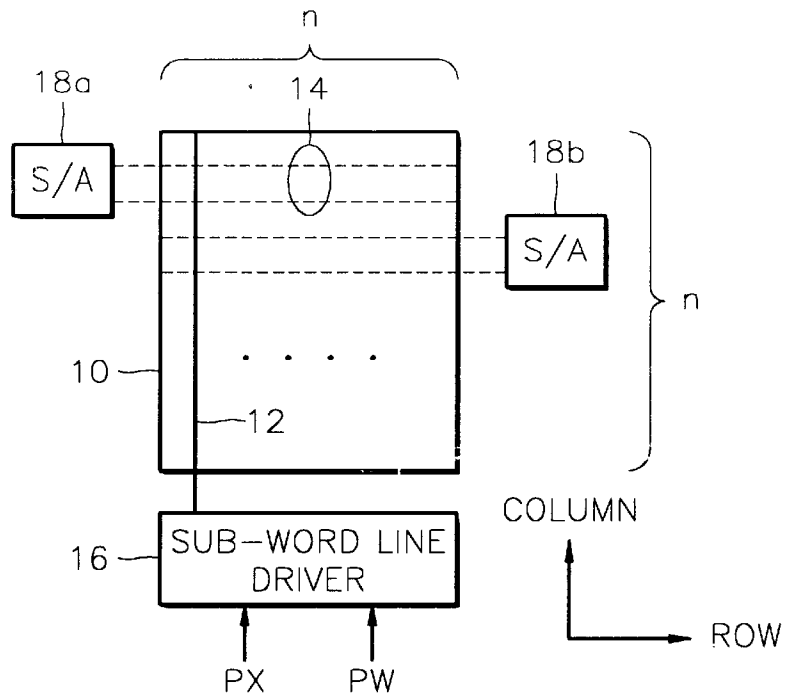 n
18a
14
S/A
18b
S/A
n
10
12
COLUMN
16
SUB-WORD LINE
DRIVER
ROW
PX
PW